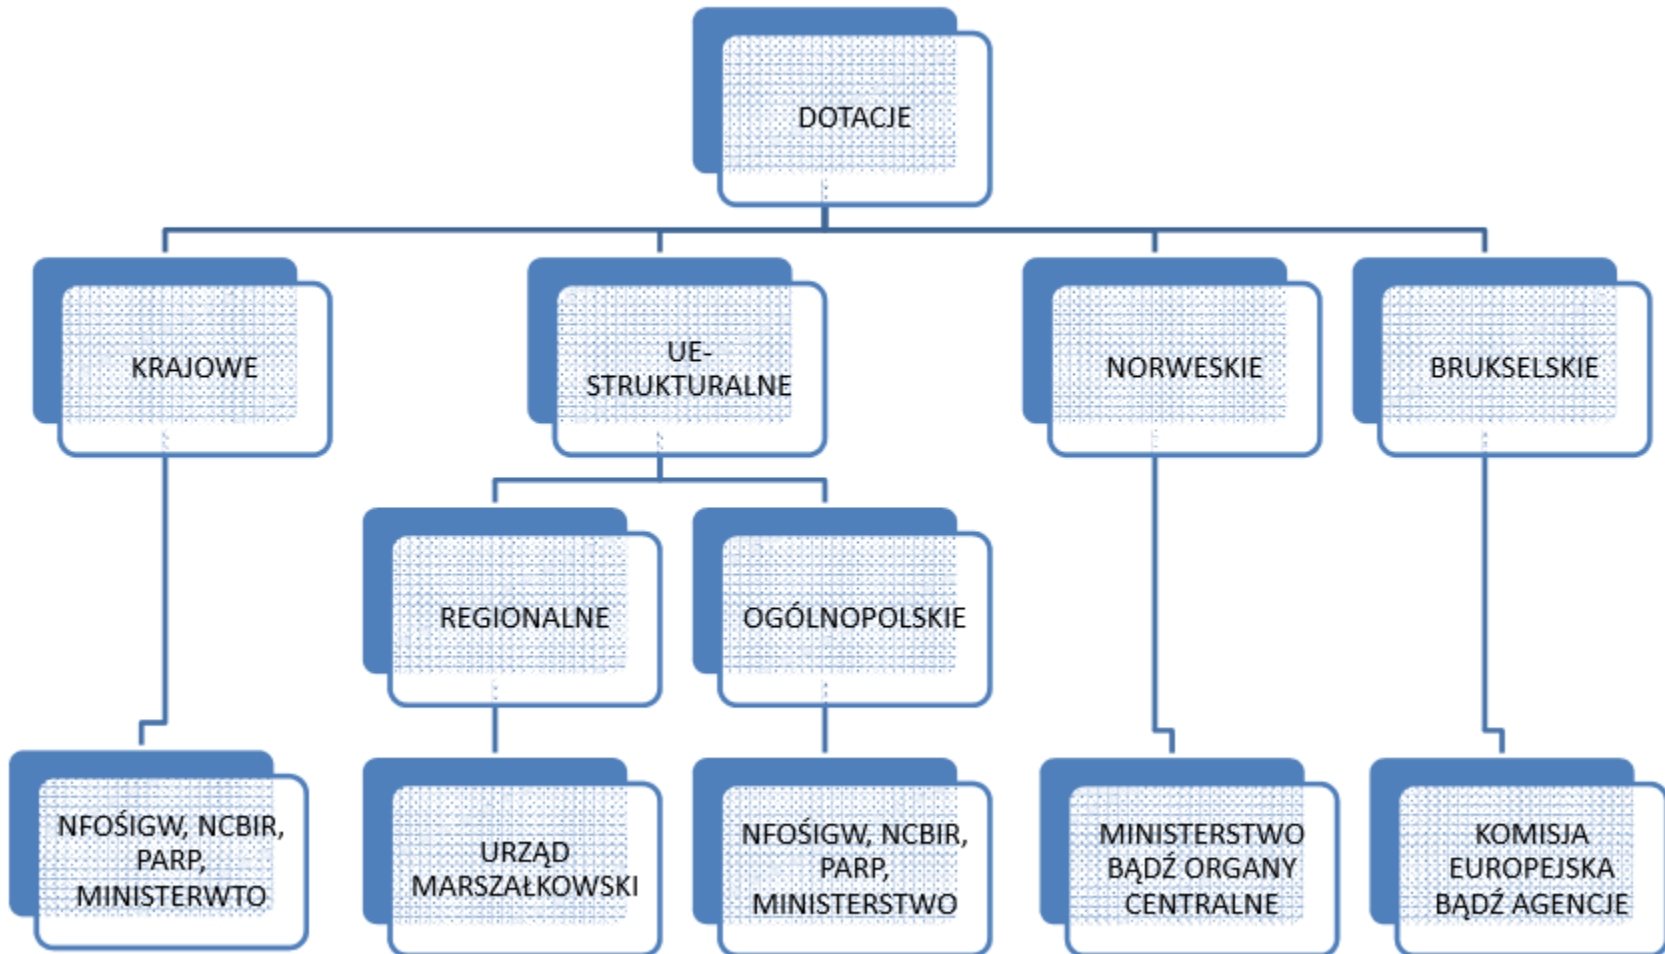 DOTACJE
KRAJOWE
UE-
STRUKTURALNE
NORWESKIE
BRUKSELSKIE
REGIONALNE
OGÓLNOPOLSKIE
NFOŚIGW, NCBIR,
PARP,
MINISTERWTO
URZĄD
MARSZAŁKOWSKI
NFOŚIGW, NCBIR,
PARP,
MINISTERSTWO
MINISTERSTWO
BĄDŹ ORGANY
CENTRALNE
KOMISJA
EUROPEJSKA
BĄDŹ AGENCJE